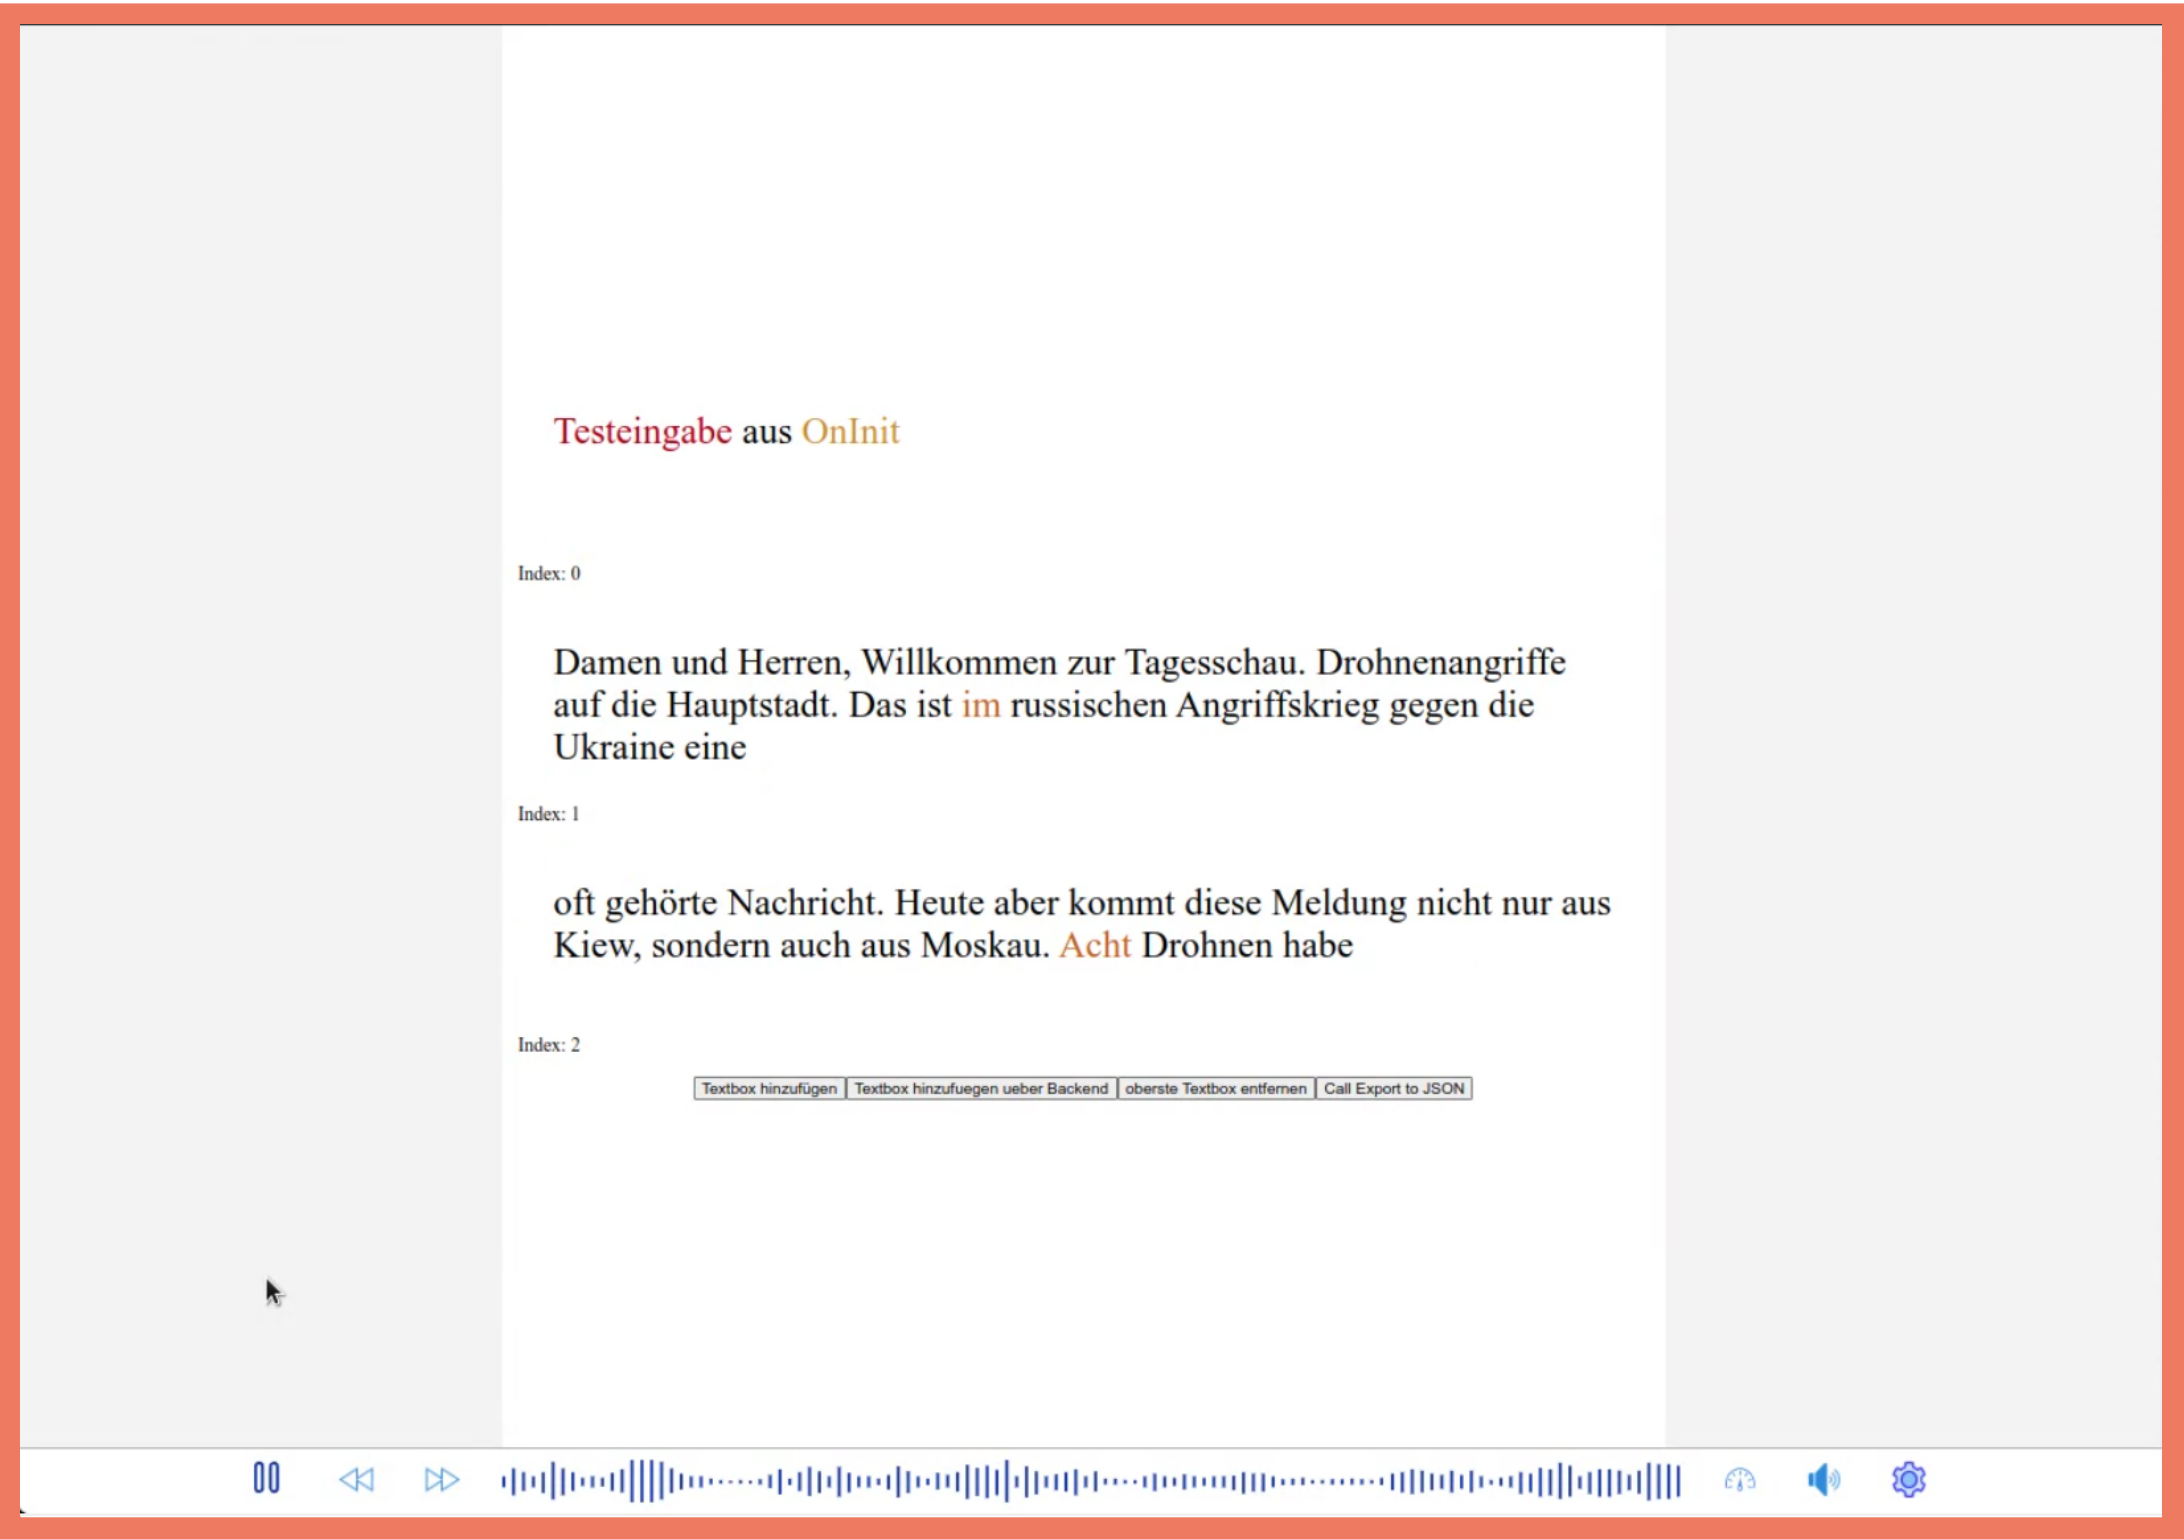 Testeingabe aus OnInit
Index: 0
Damen und Herren, Willkommen zur Tagesschau. Drohnenangriffe
auf die Hauptstadt. Das ist im russischen Angriffskrieg gegen die
Ukraine eine
Index: 1
oft gehörte Nachricht. Heute aber kommt diese Meldung nicht nur aus
Kiew, sondern auch aus Moskau. Acht Drohnen habe
Index: 2
Textbox hinzufügen Textbox hinzufuegen ueber Backend oberste Textbox entfernen Call Export to JSON